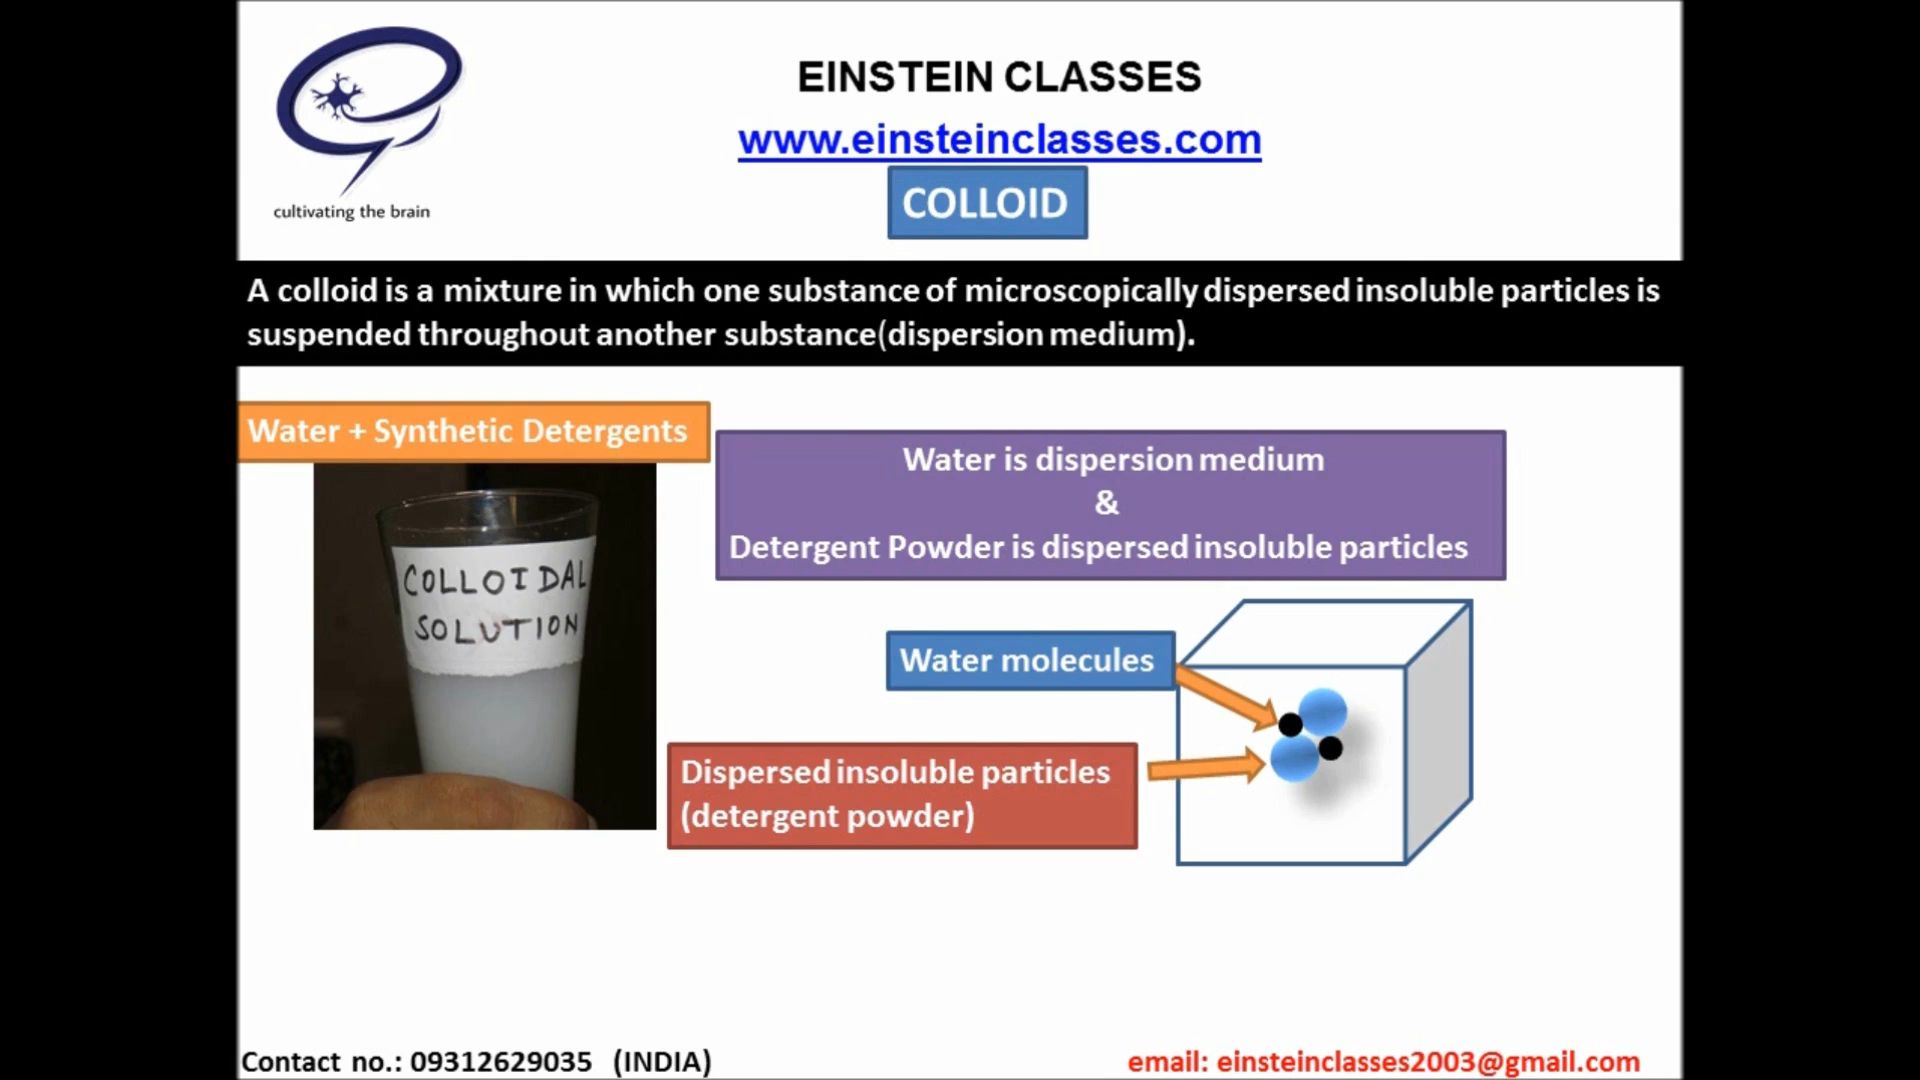 cultivating the brain
EINSTEIN CLASSES
www.einsteinclasses.com
COLLOID
A colloid is a mixture in which one substance of microscopically dispersed insoluble particles is
suspended throughout another substance(dispersion medium).
Water + Synthetic Detergents
COLLOIDAL
SOLUTION
Water is dispersion medium
&
Detergent Powder is dispersed insoluble particles
Water molecules
Dispersed insoluble particles
(detergent powder)
Contact no.: 09312629035 (INDIA)
email: einsteinclasses2003@gmail.com